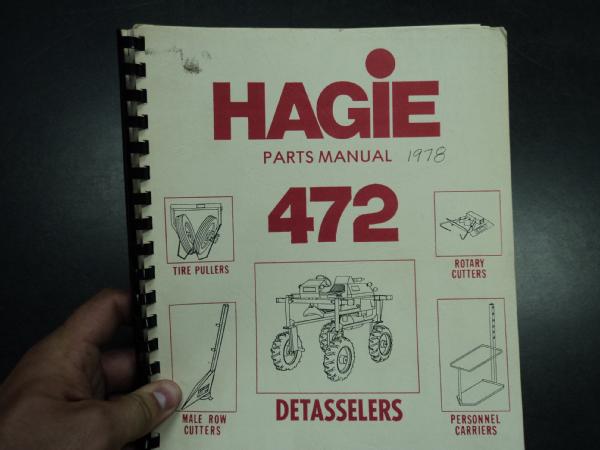 HAGiE
PARTS MANUAL 1978
472
TIRE PULLERS
ROTARY
CUTTERS
MALE ROW
CUTTERS
DETASSELERS
PERSONNEL
CARRIERS